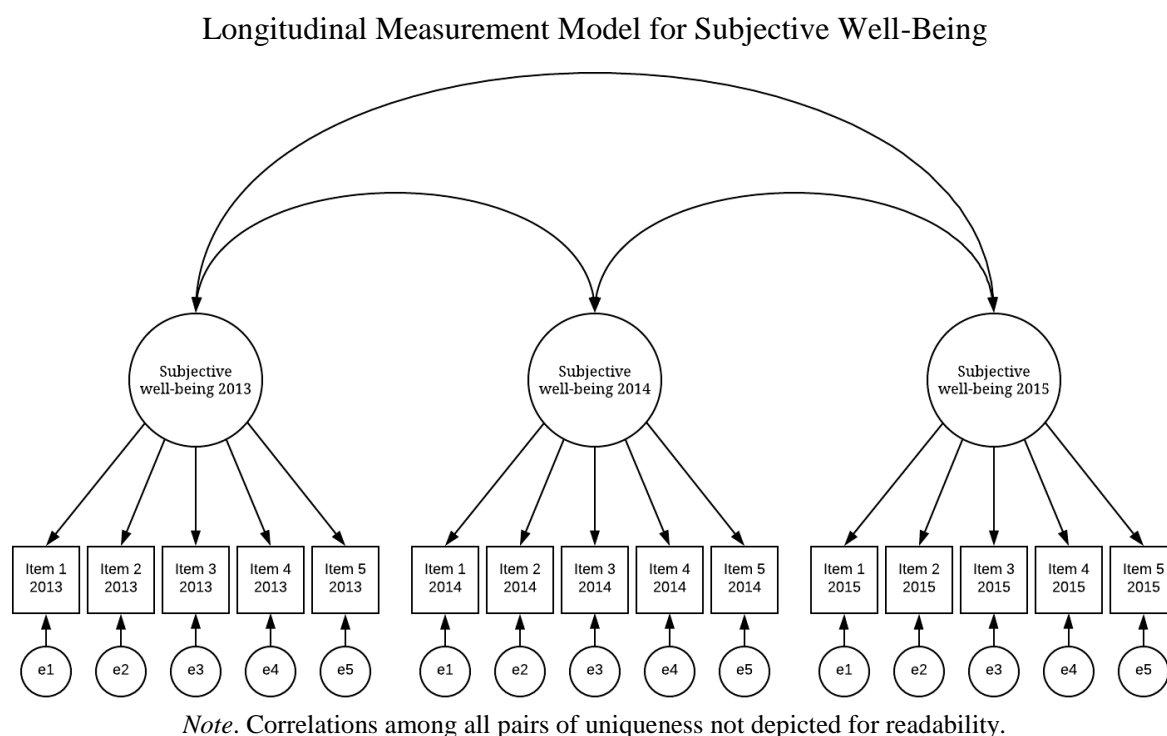 Longitudinal Measurement Model for Subjective Well-Being
Subjective
well-being 2013
Subjective
well-being 2014
Subjective
well-being 2015
Item 1
2013
Item 2
2013
Item 3
2013
Item 4
2013
Item 5
2013
Item 1
2014
Item 2
2014
Item 3
2014
Item 4
2014
Item 5
2014
Item 1
2015
Item 2
2015
Item 3
2015
Item 4
2015
Item 5
2015
e1
e2
e3
e4
e5
e1
e2
e3
e4
e5
e1
e2
e3
e4
e5
Note. Correlations among all pairs of uniqueness not depicted for readability.